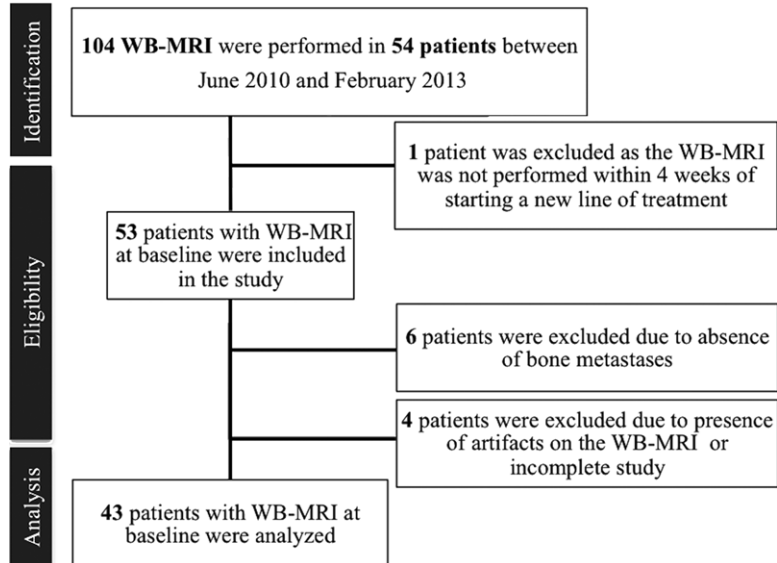 Identification
104 WB-MRI were performed in 54 patients between
June 2010 and February 2013
1 patient was excluded as the WB-MRI
was not performed within 4 weeks of
starting a new line of treatment
Eligibility
53 patients with WB-MRI
at baseline were included
in the study
6 patients were excluded due to absence
of bone metastases
4 patients were excluded due to presence
of artifacts on the WB-MRI or
incomplete study
Analysis
43 patients with WB-MRI at
baseline were analyzed